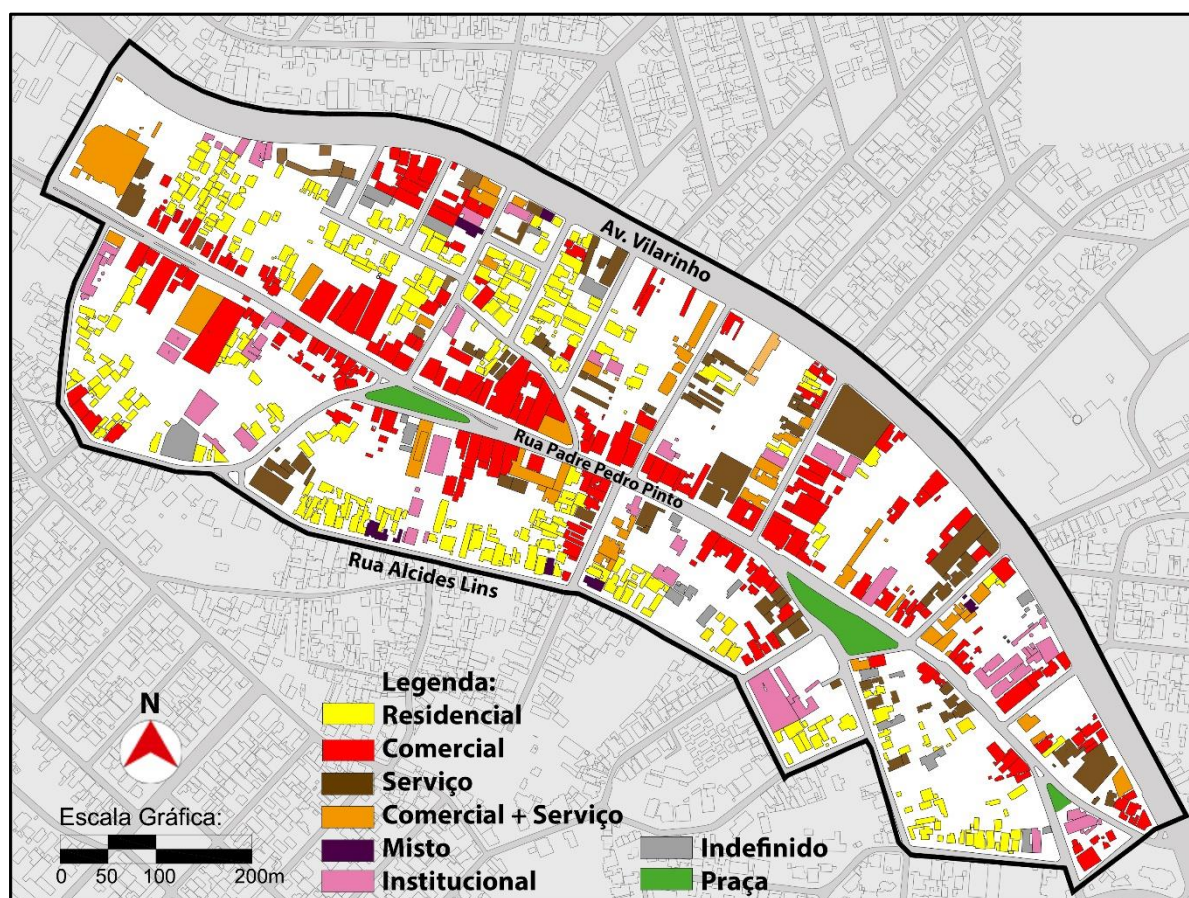 Av. Vilarinho
Rua Padre Pedro Pinto
Rua Alcides Lins
N
Escala Gráfica:
0 50 100 200m
Legenda:
Residencial
Comercial
Serviço
Comercial + Serviço
Misto
Institucional
Indefinido
Praça